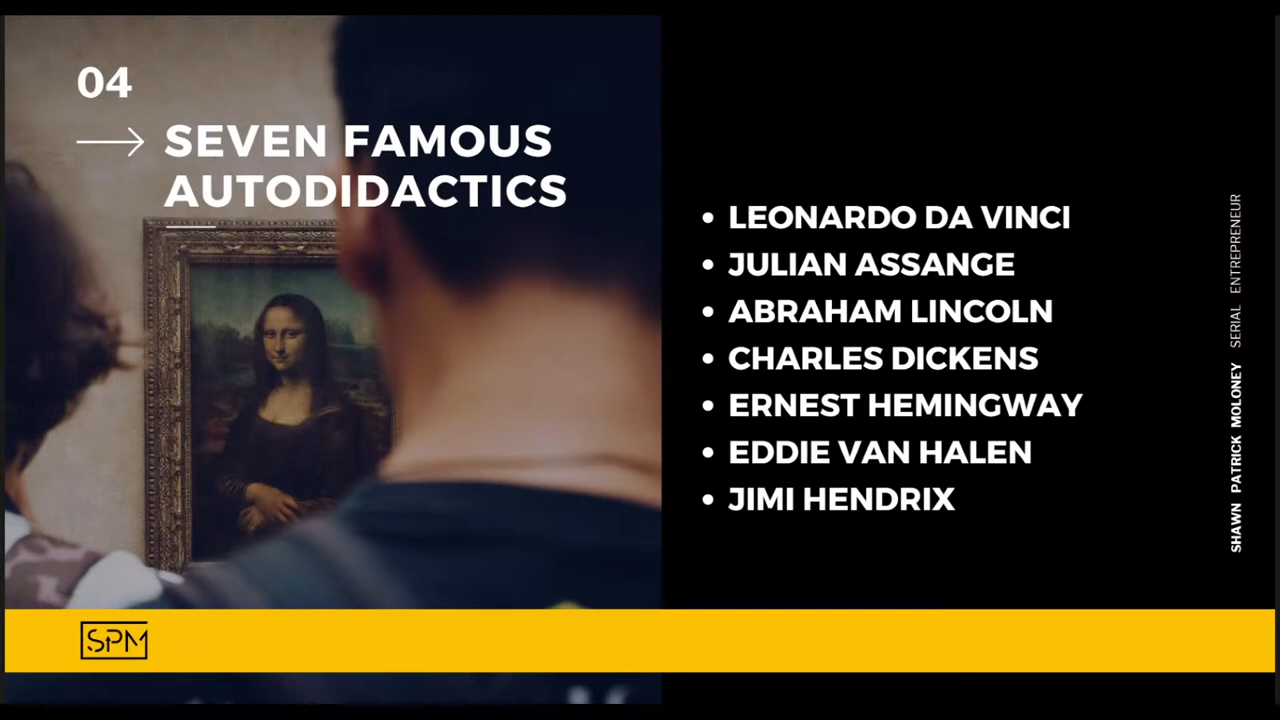 04
SEVEN FAMOUS
AUTODIDACTICS
• LEONARDO DA VINCI
• JULIAN ASSANGE
• ABRAHAM LINCOLN
• CHARLES DICKENS
• ERNEST HEMINGWAY
• EDDIE VAN HALEN
• JIMI HENDRIX
SHAWN PATRICK MOLONEY SERIAL ENTREPRENEUR
SPM